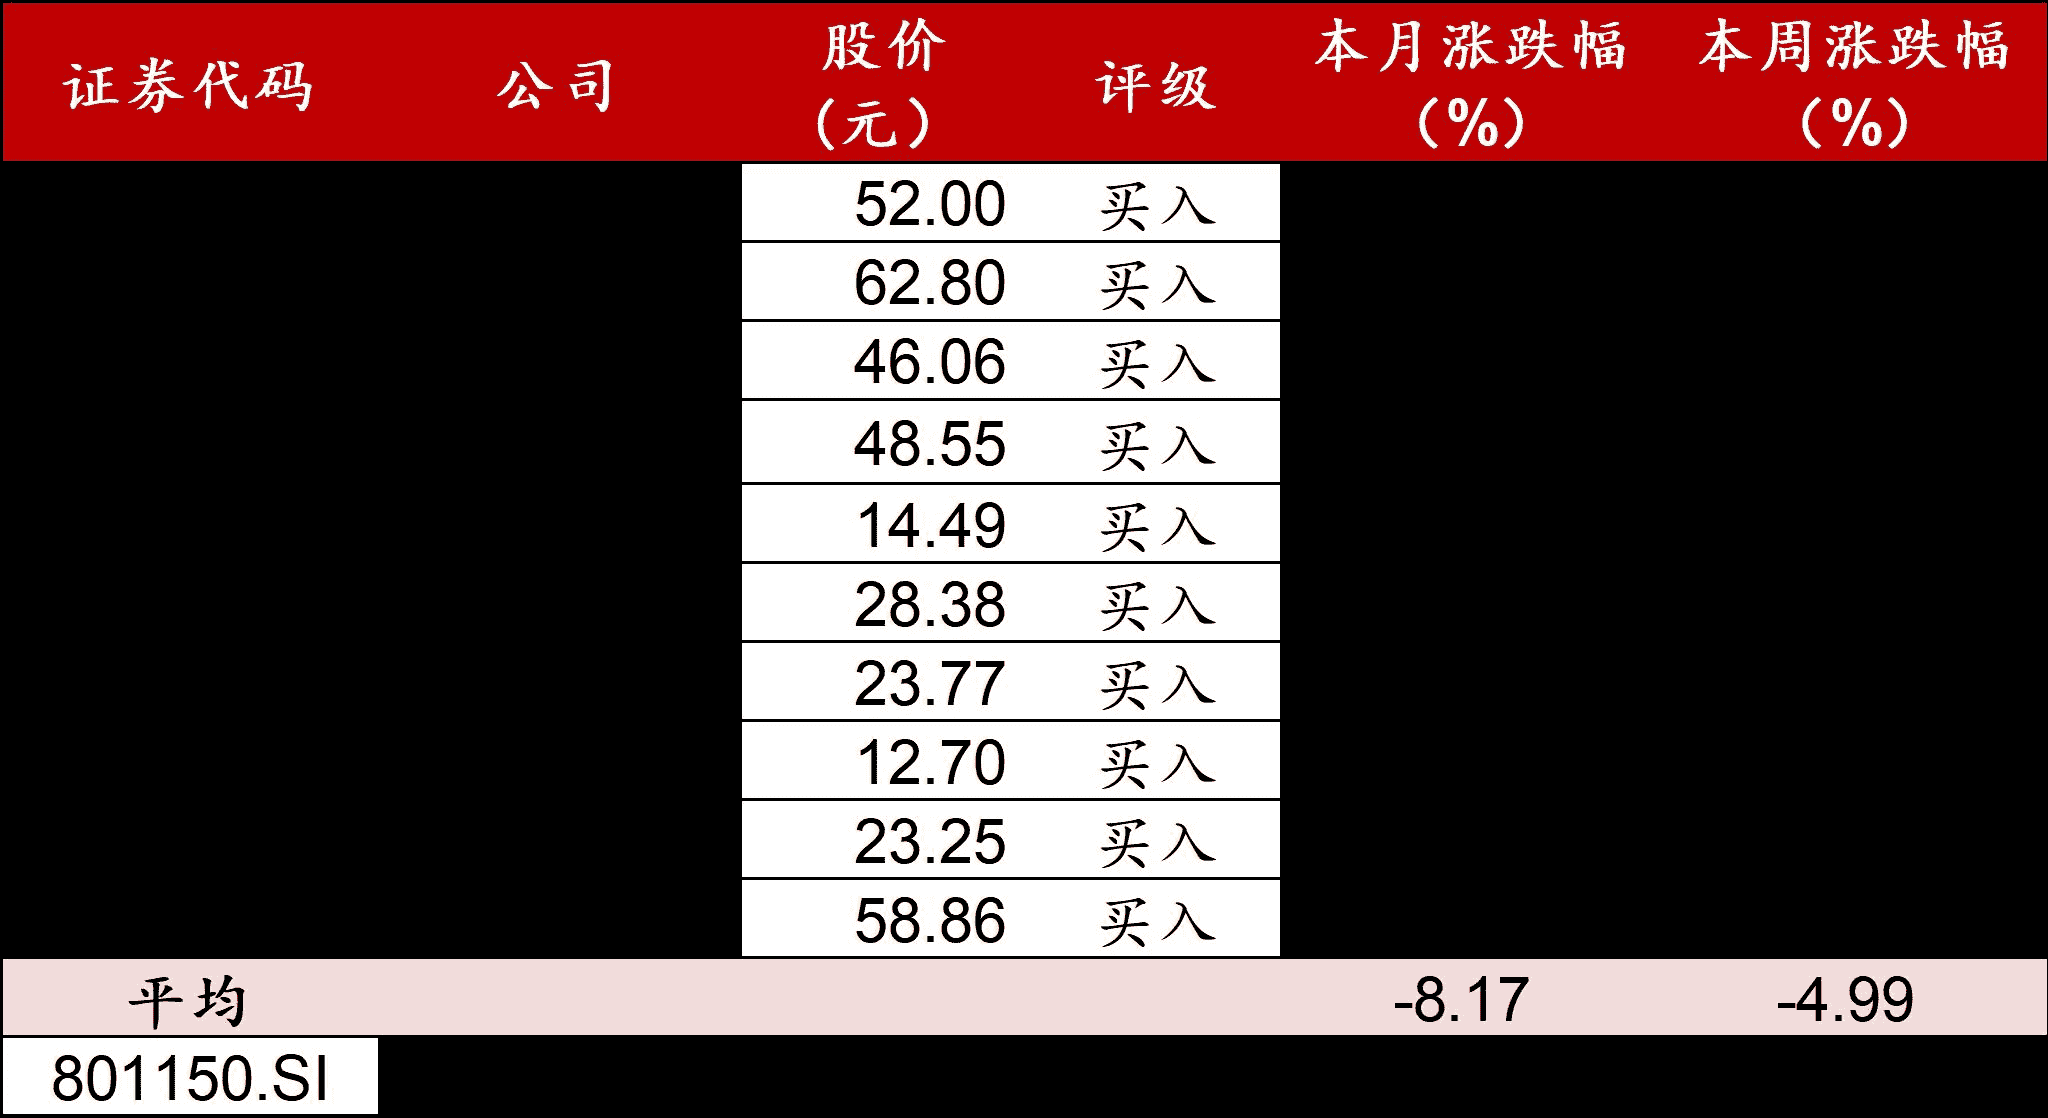 证券代码 公司 股价(元) 评级 本月涨跌幅(%) 本周涨跌幅(%)
52.00 买入
62.80 买入
46.06 买入
48.55 买入
14.49 买入
28.38 买入
23.77 买入
12.70 买入
23.25 买入
58.86 买入
平均 -8.17 -4.99
801150.SI